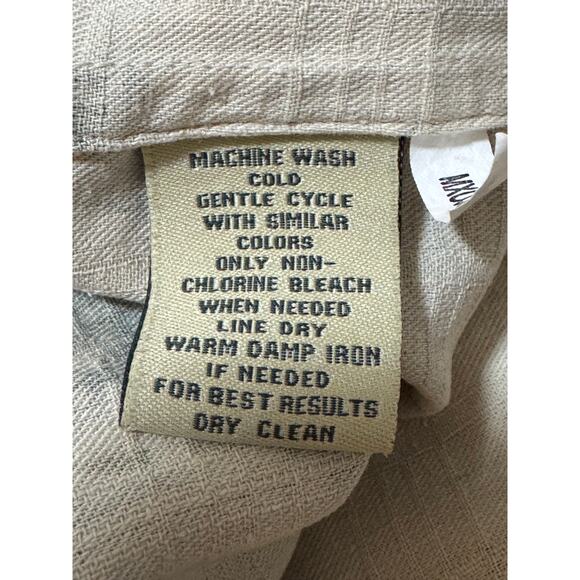 MACHINE WASH
COLD
GENTLE CYCLE
WITH SIMILAR
COLORS
ONLY NON-
CHLORINE BLEACH
WHEN NEEDED
LINE DRY
WARM DAMP IRON
IF NEEDED
FOR BEST RESULTS
DRY CLEAN